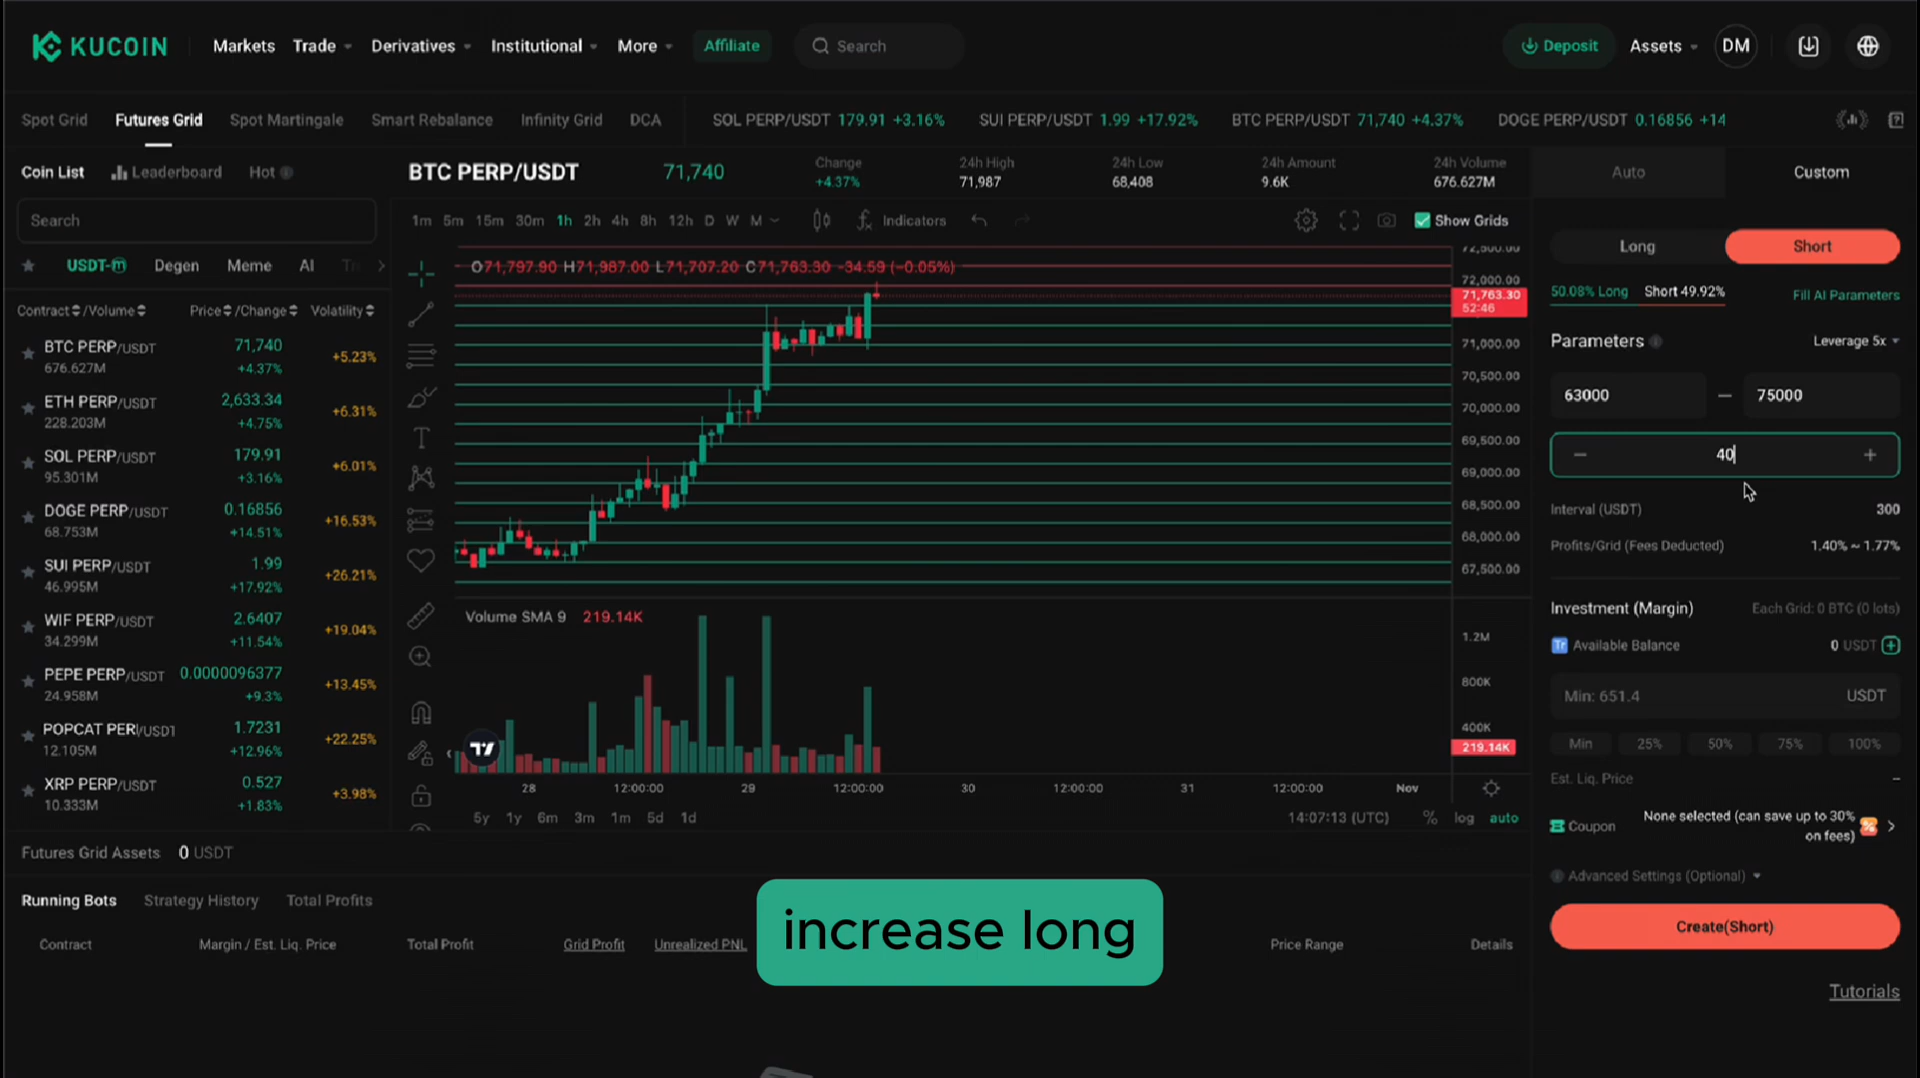 KUCOIN
Markets
Trade
Derivatives
Institutional
More
Affiliate
Search
Deposit
Assets
DM
Spot Grid
Futures Grid
Spot Martingale
Smart Rebalance
Infinity Grid
DCA
SOL PERP/USDT 179.91 +3.16%
SUI PERP/USDT 1.99 +17.92%
BTC PERP/USDT 71,740 +4.37%
DOGE PERP/USDT 0.16856 +14
Coin List
Leaderboard
Hot
Search
USDT-M
Degen
Meme
AI
Contract /Volume
Price /Change
Volatility
BTC PERP/USDT 71,740 +5.23%
676.627M +4.37%
ETH PERP/USDT 2,633.34 +6.31%
228.203M +4.75%
SOL PERP/USDT 179.91 +6.01%
95.301M +3.16%
DOGE PERP/USDT 0.16856 +16.53%
68.753M +14.51%
SUI PERP/USDT 1.99 +26.21%
46.995M +17.92%
WIF PERP/USDT 2.6407 +19.04%
34.299M +11.54%
PEPE PERP/USDT 0.0000096377 +13.45%
24.958M +9.3%
POPCAT PERP/USDT 1.7231 +22.25%
12.105M +12.96%
XRP PERP/USDT 0.527 +3.98%
10.333M +1.83%
BTC PERP/USDT
71,740
Change
+4.37%
24h High
71,987
24h Low
68,408
24h Amount
9.6K
24h Volume
676.627M
1m 5m 15m 30m 1h 2h 4h 8h 12h D W M
Indicators
Show Grids
O71,797.90 H71,987.00 L71,707.20 C71,763.30 -34.59 (-0.05%)
72,500.00
72,000.00
71,763.30
52:46
71,000.00
70,500.00
70,000.00
69,500.00
69,000.00
68,500.00
68,000.00
67,500.00
Volume SMA 9 219.14K
1.2M
800K
400K
219.14K
28 12:00:00 29 12:00:00 30 12:00:00 31 12:00:00 Nov
5y 1y 6m 3m 1m 5d 1d
14:07:13 (UTC)
% log auto
Auto
Custom
Long
Short
50.08% Long Short 49.92%
Fill AI Parameters
Parameters
Leverage 5x
63000 — 75000
− 40 +
Interval (USDT) 300
Profits/Grid (Fees Deducted) 1.40% ~ 1.77%
Investment (Margin)
Each Grid: 0 BTC (0 lots)
Tr Available Balance 0 USDT
Min: 651.4 USDT
Min 25% 50% 75% 100%
Est. Liq. Price –
Coupon
None selected (can save up to 30%
on fees)
Advanced Settings (Optional)
Create(Short)
Tutorials
Futures Grid Assets 0 USDT
Running Bots
Strategy History
Total Profits
Contract
Margin / Est. Liq. Price
Total Profit
Grid Profit
Unrealized PNL
Price Range
Details
increase long